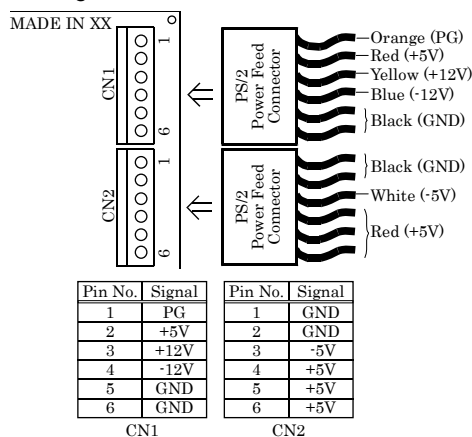 MADE IN XX
CN1
1
6
PS/2
Power Feed
Connector
Orange (PG)
Red (+5V)
Yellow (+12V)
Blue (-12V)
Black (GND)
CN2
1
6
PS/2
Power Feed
Connector
Black (GND)
White (-5V)
Red (+5V)
Pin No. Signal
1 PG
2 +5V
3 +12V
4 -12V
5 GND
6 GND
CN1
Pin No. Signal
1 GND
2 GND
3 -5V
4 +5V
5 +5V
6 +5V
CN2